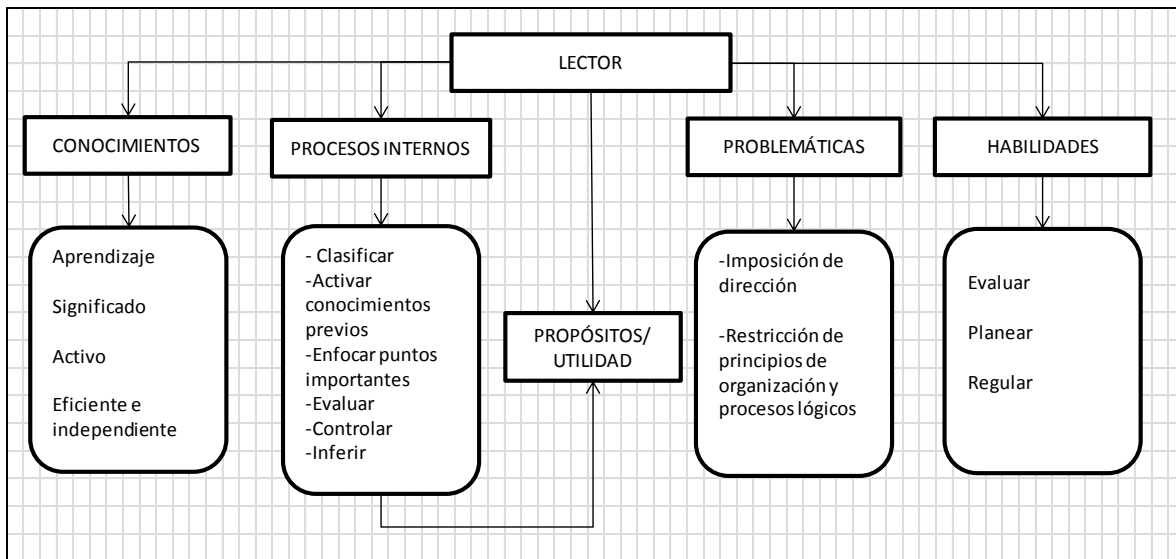 LECTOR
CONOCIMIENTOS
Aprendizaje
Significado
Activo
Eficiente e
independiente
PROCESOS INTERNOS
- Clasificar
-Activar
conocimientos
previos
-Enfocar puntos
importantes
-Evaluar
-Controlar
-Inferir
PROPÓSITOS/
UTILIDAD
PROBLEMÁTICAS
-Imposición de
dirección
-Restricción de
principios de
organización y
procesos lógicos
HABILIDADES
Evaluar
Planear
Regular